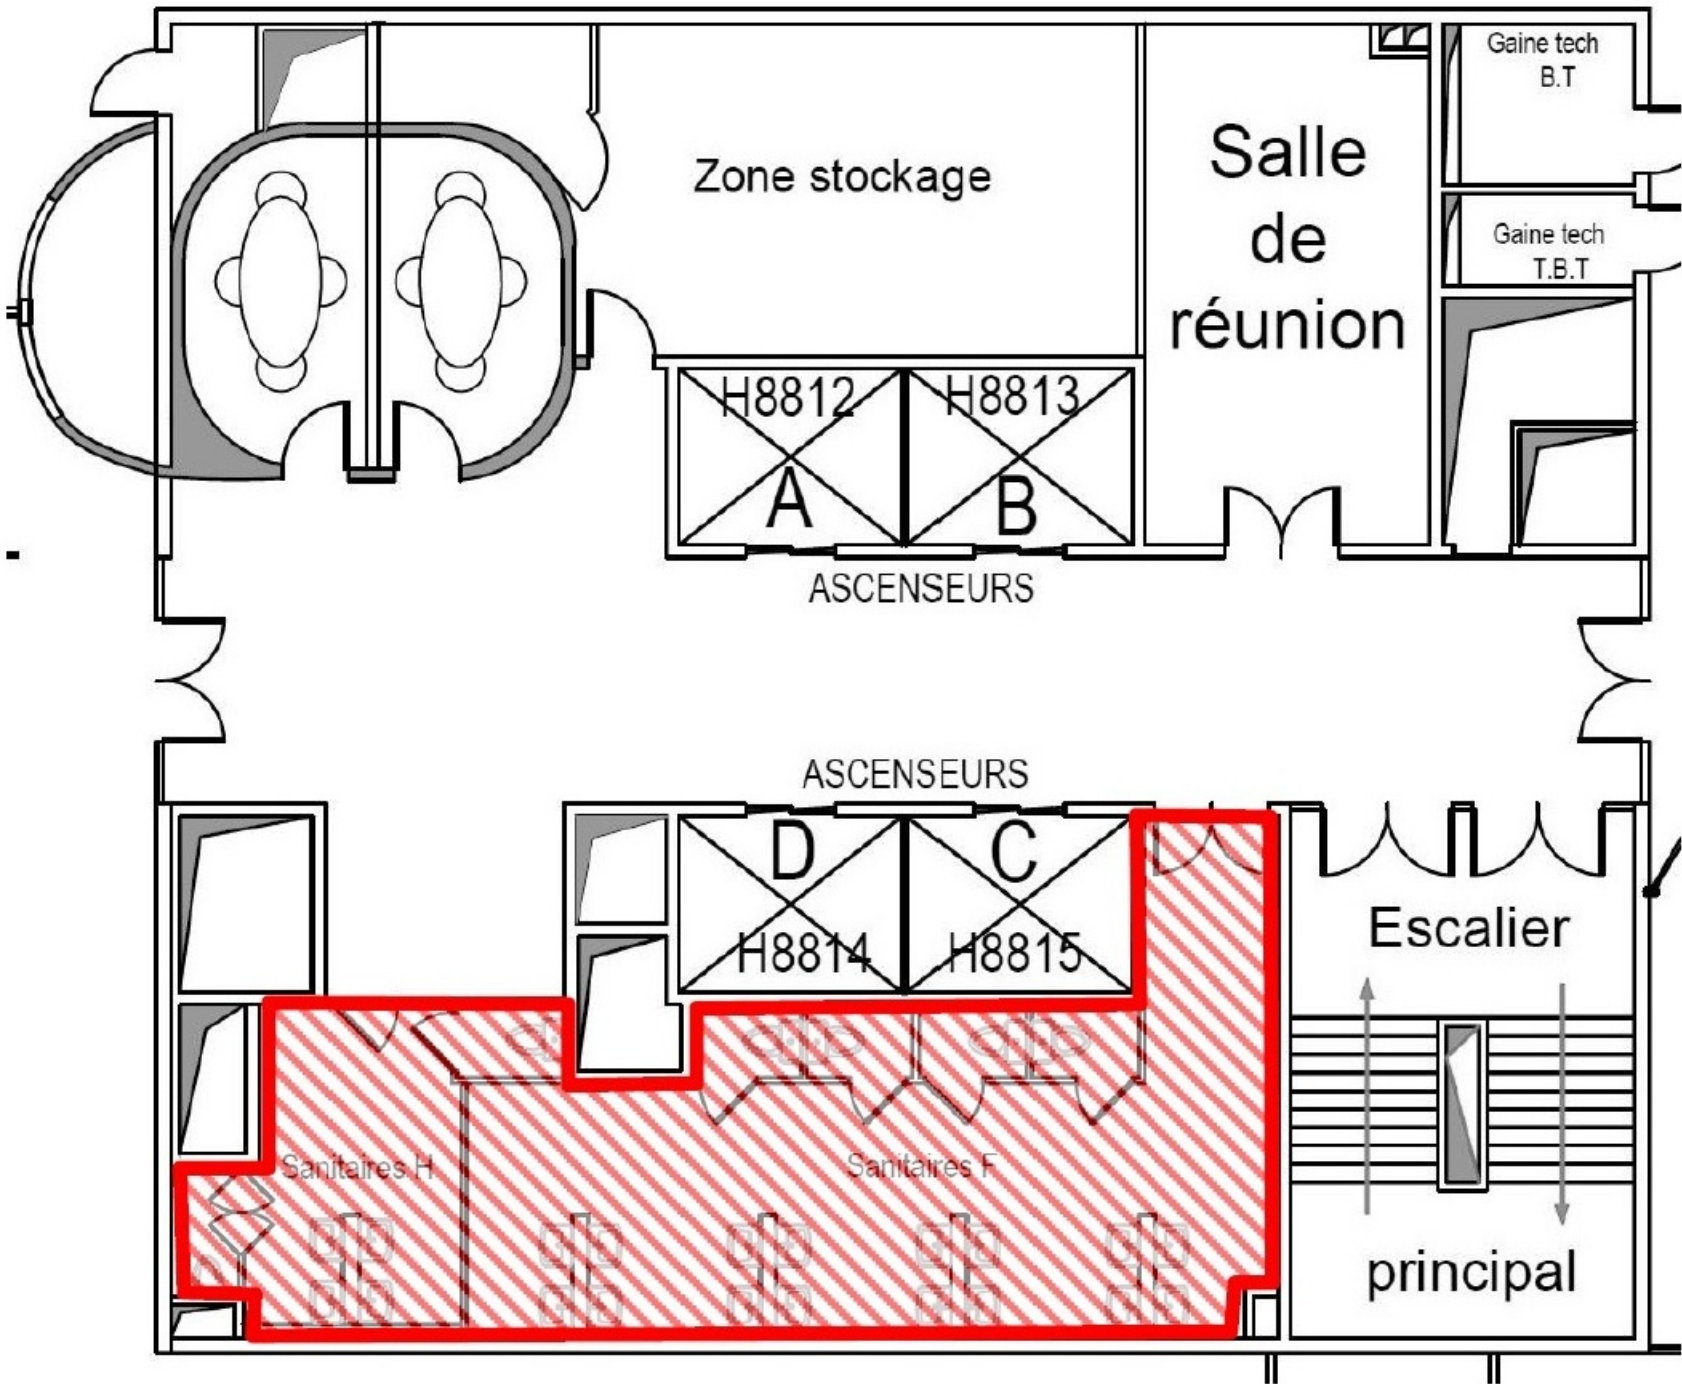 Gaine tech
B.T
Zone stockage
Salle
de
réunion
Gaine tech
T.B.T
H8812
H8813
A
B
ASCENSEURS
ASCENSEURS
D
C
H8814
H8815
Escalier
Sanitaires H
Sanitaires F
principal